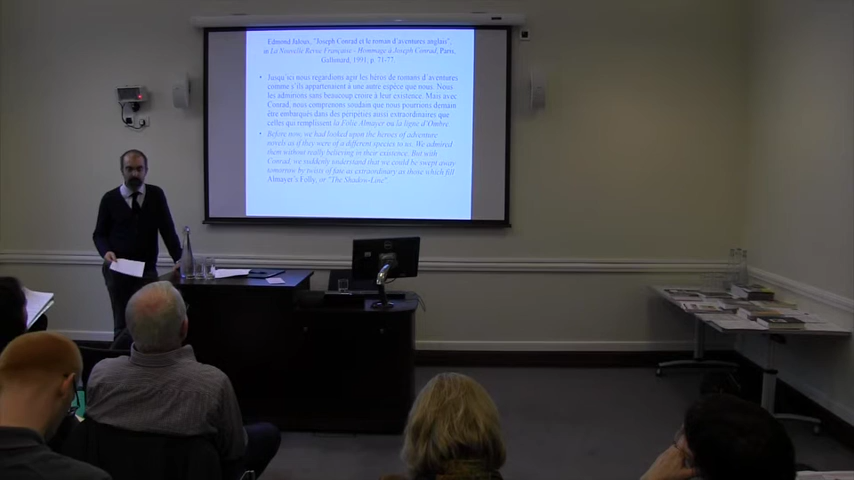 Edmond Jaloux, "Joseph Conrad et le roman d'aventures anglais",
in La Nouvelle Revue Française - Hommage à Joseph Conrad, Paris,
Gallimard, 1991, p. 71-77.
• Jusqu'ici nous regardions agir les héros de romans d'aventures
comme s'ils appartenaient à une autre espèce que nous. Nous
les admirions sans beaucoup croire à leur existence. Mais avec
Conrad, nous comprenons soudain que nous pourrions demain
être embarqués dans des péripéties aussi extraordinaires que
celles qui remplissent la Folie Almayer ou la ligne d'Ombre.
• Before now, we had looked upon the heroes of adventure
novels as if they were of a different species to us. We admired
them without really believing in their existence. But with
Conrad, we suddenly understand that we could be swept away
tomorrow by twists of fate as extraordinary as those which fill
Almayer's Folly, or "The Shadow-Line".